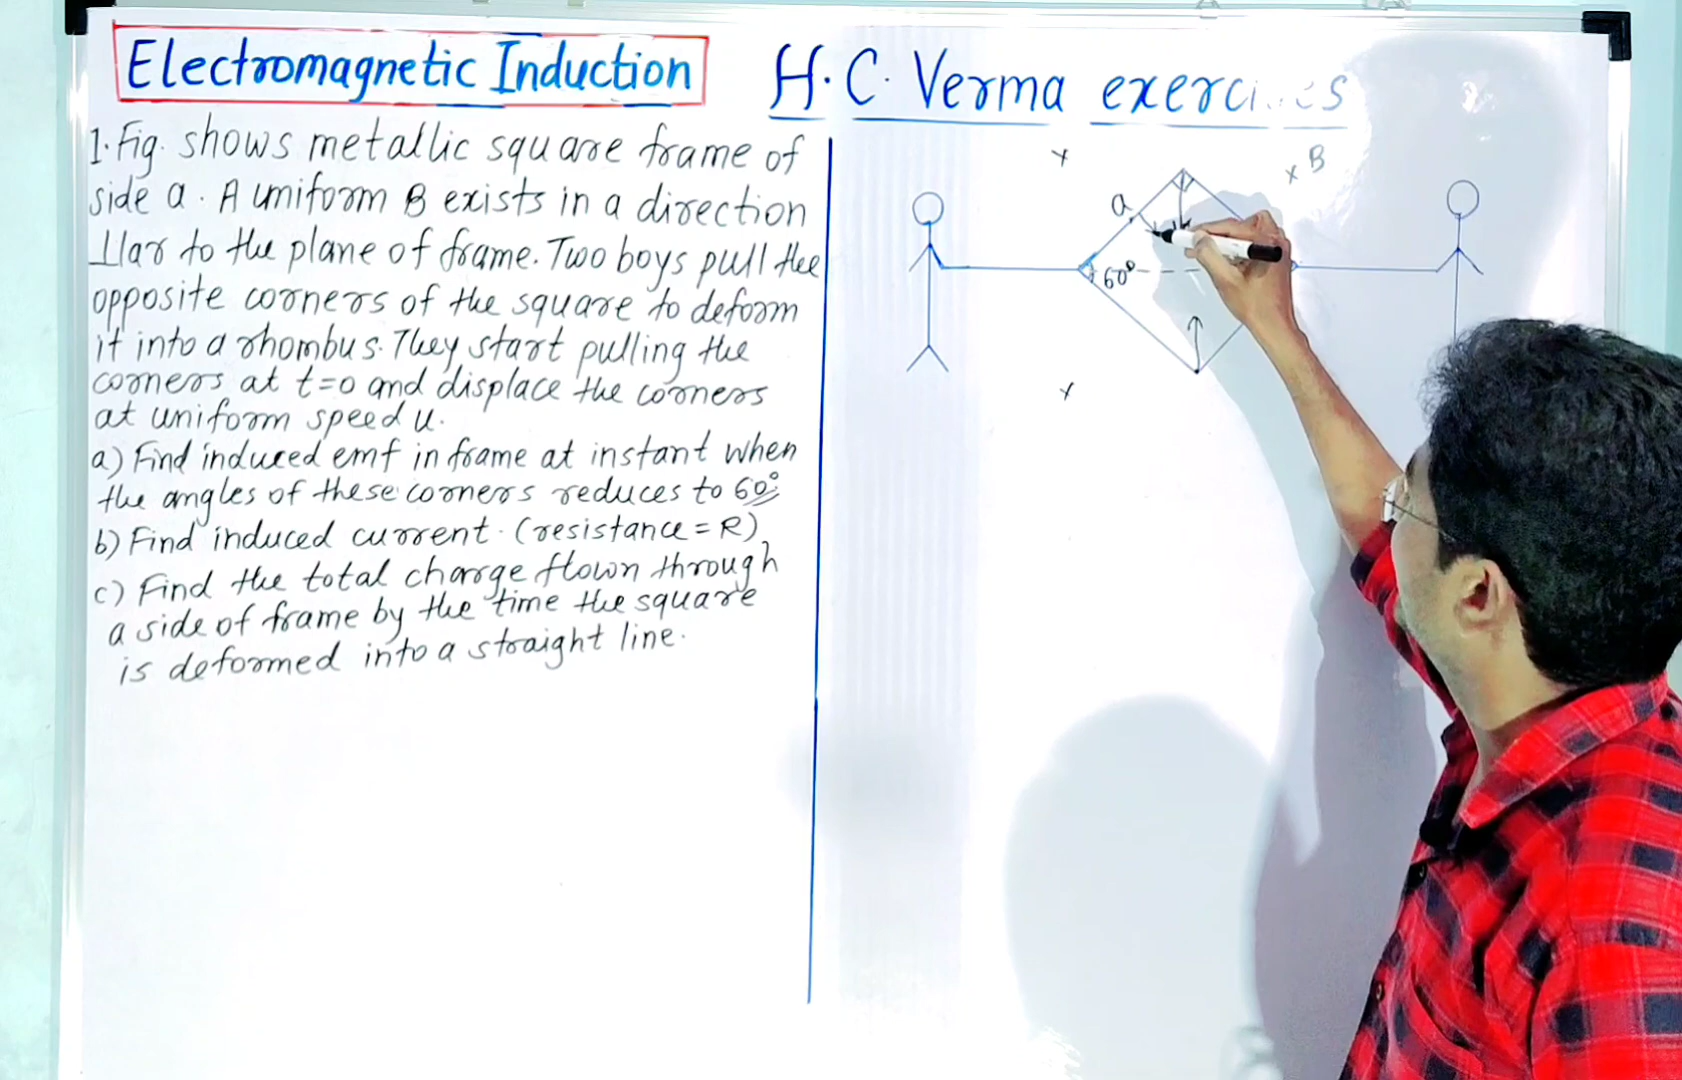 Electromagnetic Induction
H.C. Verma exercises
1. Fig. shows metallic square frame of
side a. A uniform B exists in a direction
⊥lar to the plane of frame. Two boys pull the
opposite corners of the square to deform
it into a rhombus. They start pulling the
corners at t=0 and displace the corners
at uniform speed u.
a) Find induced emf in frame at instant when
the angles of these corners reduces to 60°.
b) Find induced current. (resistance = R)
c) Find the total charge flown through
a side of frame by the time the square
is deformed into a straight line.
x
x B
a
60°
x